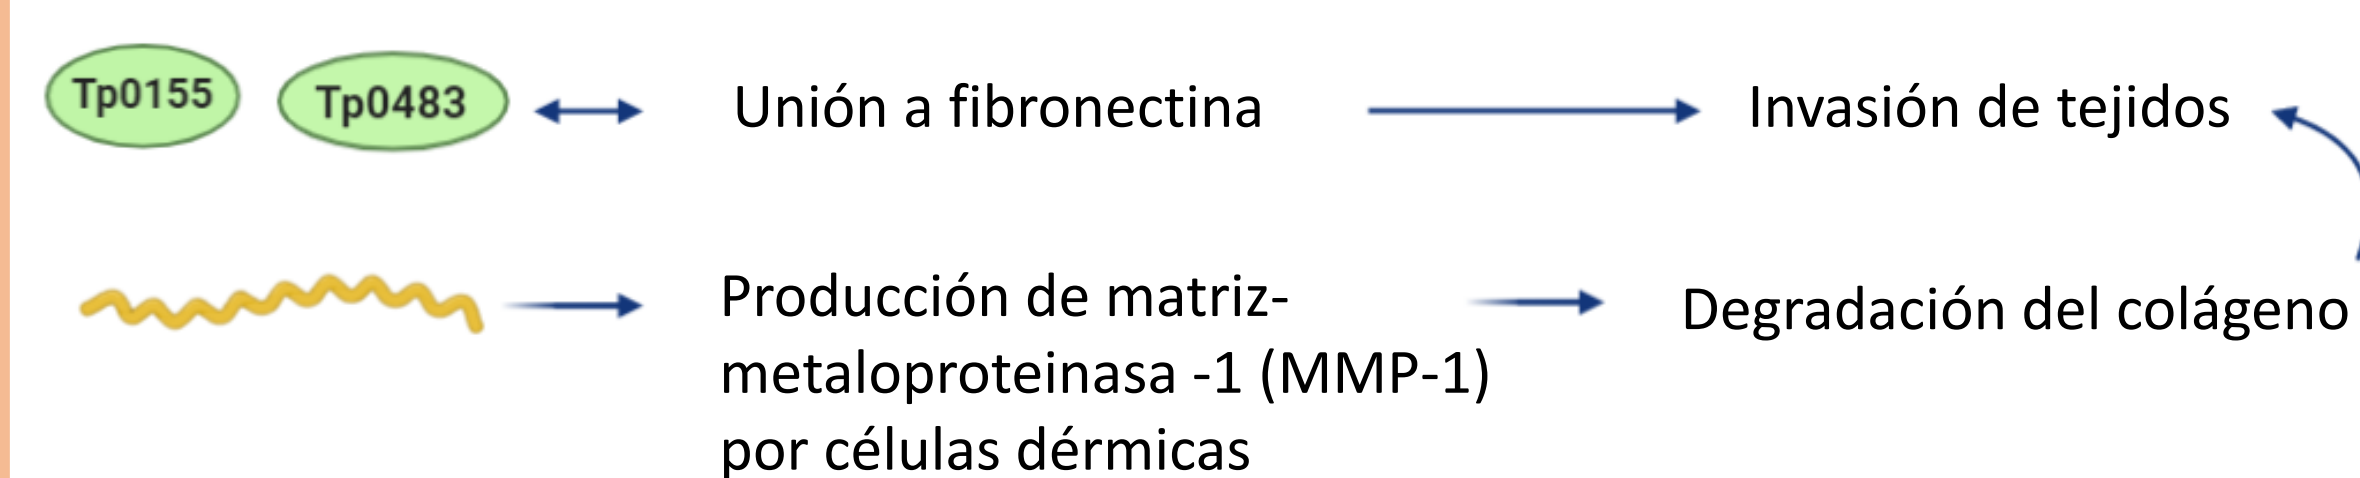 Tp0155 Tp0483 Unión a fibronectina Invasión de tejidos
Producción de matriz- Degradación del colágeno
metaloproteinasa -1 (MMP-1)
por células dérmicas